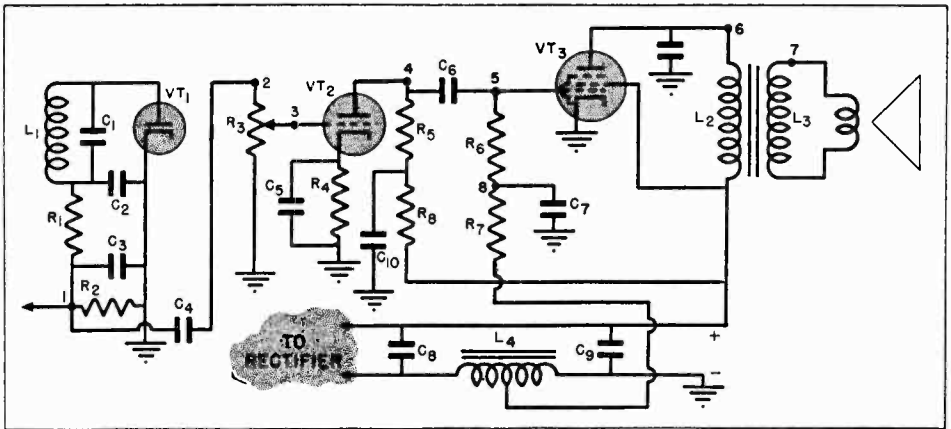 6
7
VT3
C6
2
4
5
VT1
VT2
L1
C1
R3
3
R5
L2
L3
R6
C2
C5
R4
8
C7
R1
C3
R8
R7
C10
1
R2
C4
TO
RECTIFIER
C8
L4
C9
+
-